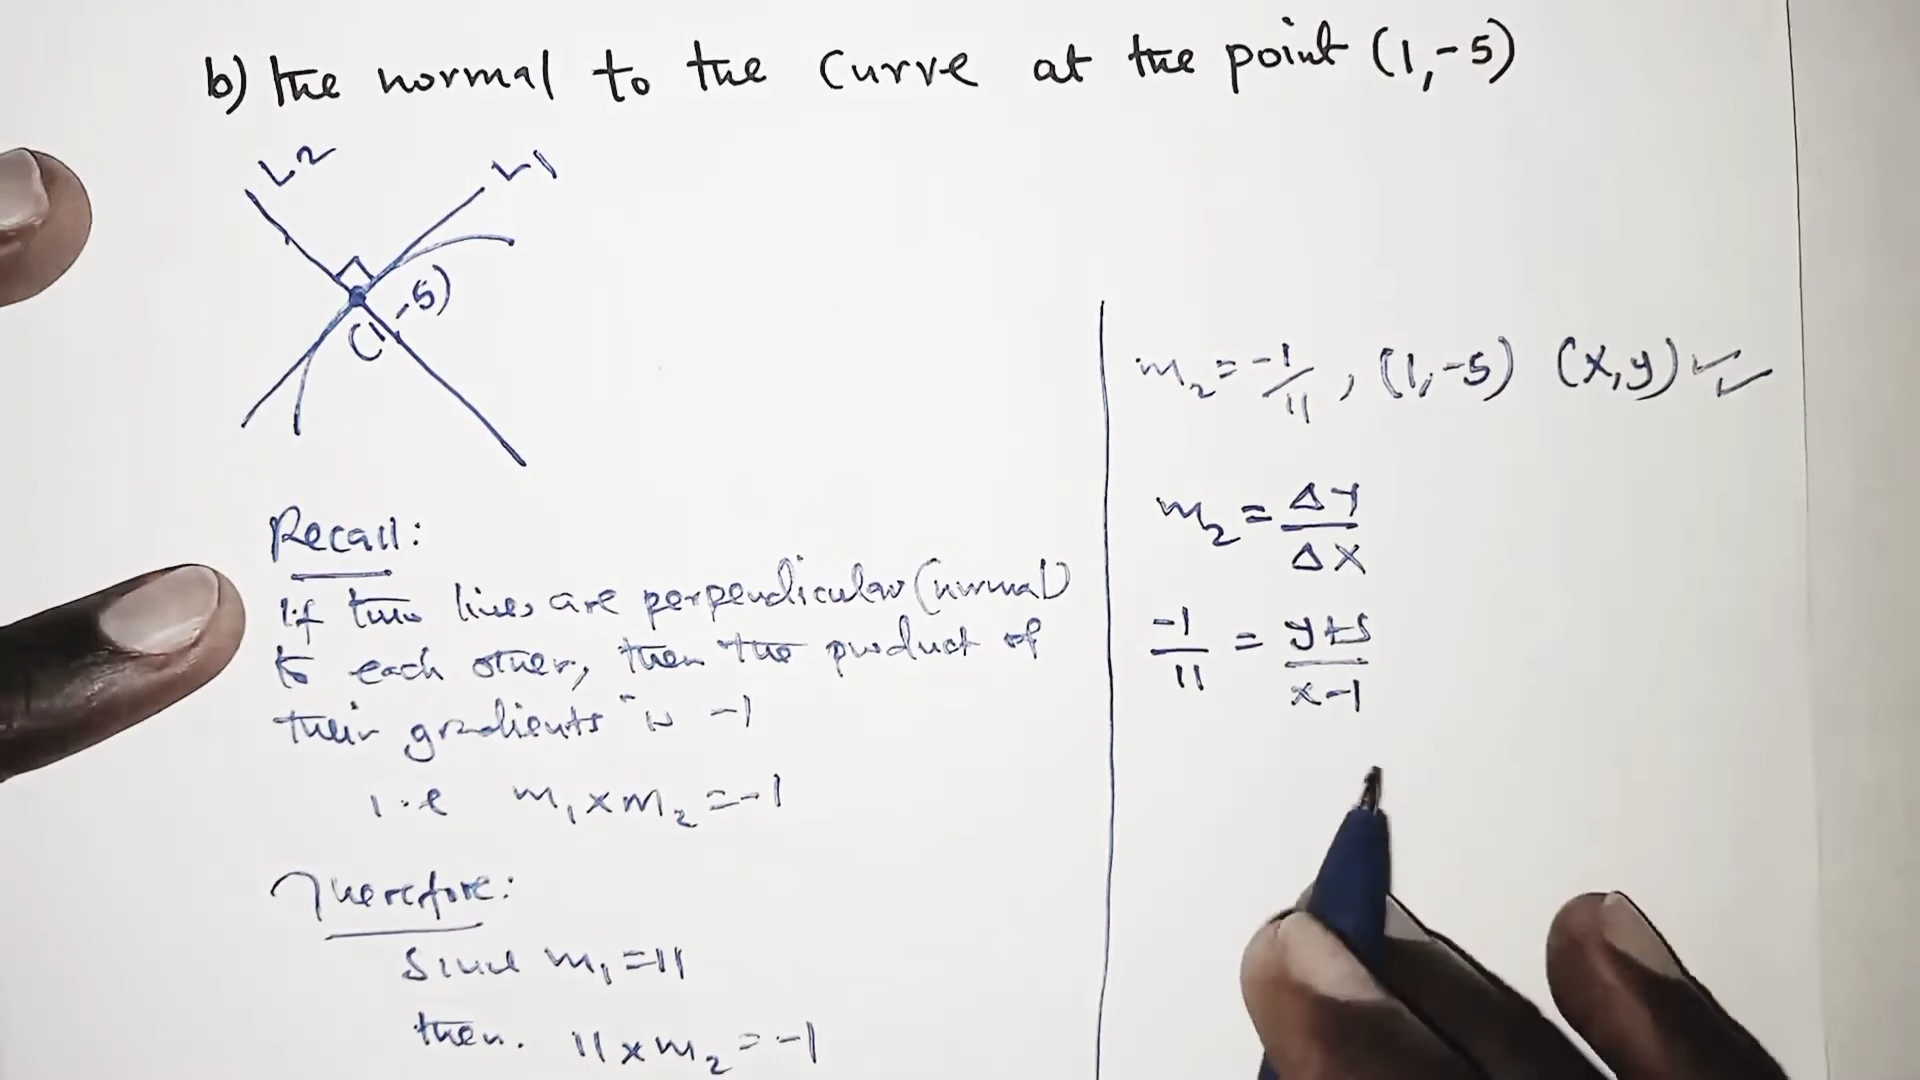 b) the normal to the curve at the point (1,-5)
L2
L1
(1,-5)
Recall:
If two lines are perpendicular (normal)
to each other, then the product of
their gradients is -1
i.e m₁ x m₂ = -1
Therefore:
Since m₁ = 11
then. 11 x m₂ = -1
m₂ = -1/11, (1,-5) (x,y)
m₂ = Δy/Δx
-1/11 = y+5/x-1